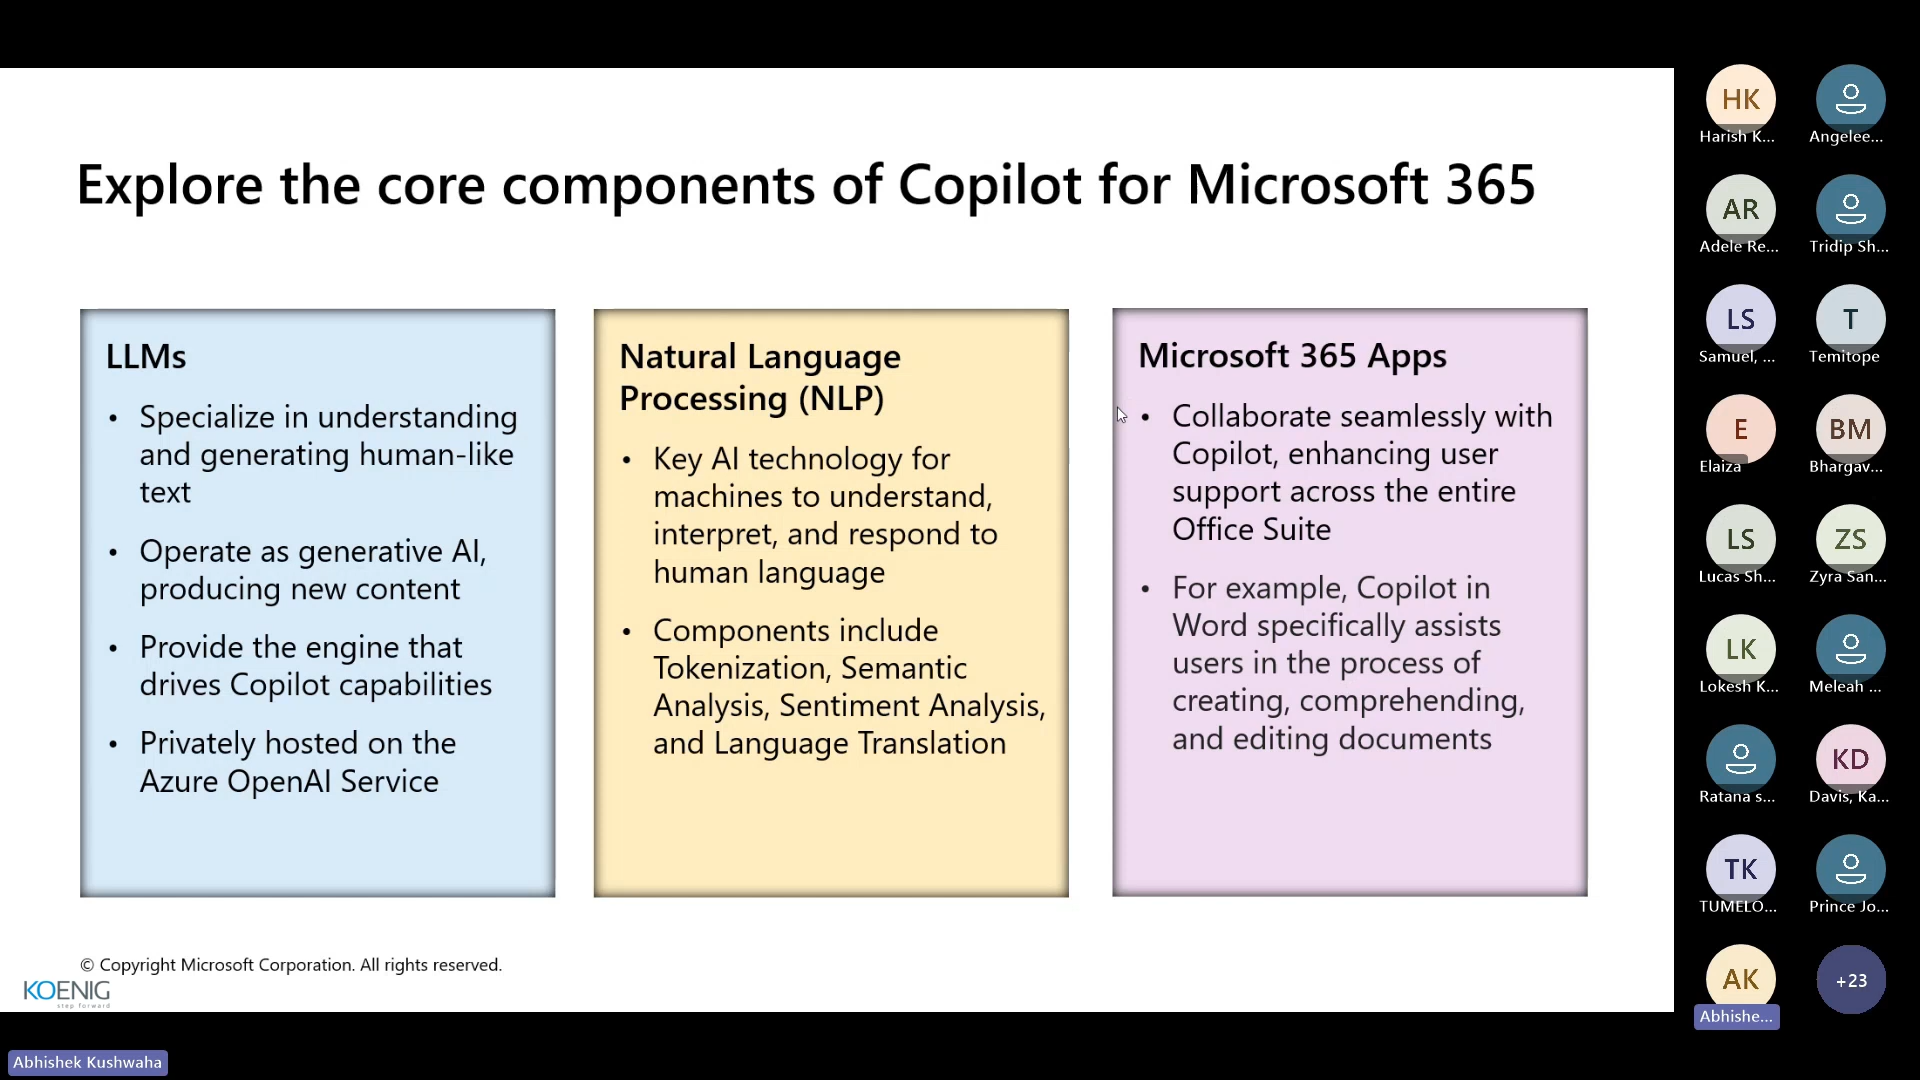 Explore the core components of Copilot for Microsoft 365
LLMs
• Specialize in understanding
and generating human-like
text
• Operate as generative AI,
producing new content
• Provide the engine that
drives Copilot capabilities
• Privately hosted on the
Azure OpenAI Service
Natural Language
Processing (NLP)
• Key AI technology for
machines to understand,
interpret, and respond to
human language
• Components include
Tokenization, Semantic
Analysis, Sentiment Analysis,
and Language Translation
Microsoft 365 Apps
• Collaborate seamlessly with
Copilot, enhancing user
support across the entire
Office Suite
• For example, Copilot in
Word specifically assists
users in the process of
creating, comprehending,
and editing documents
© Copyright Microsoft Corporation. All rights reserved.
KOENIG
step forward
Abhishek Kushwaha
HK
Harish K...
Angelee...
AR
Adele Re...
Tridip Sh...
LS
Samuel, ...
T
Temitope
E
Elaiza
BM
Bhargav...
LS
Lucas Sh...
ZS
Zyra San...
LK
Lokesh K...
Meleah ...
Ratana s...
KD
Davis, Ka...
TK
TUMELO...
Prince Jo...
AK
Abhishe...
+23